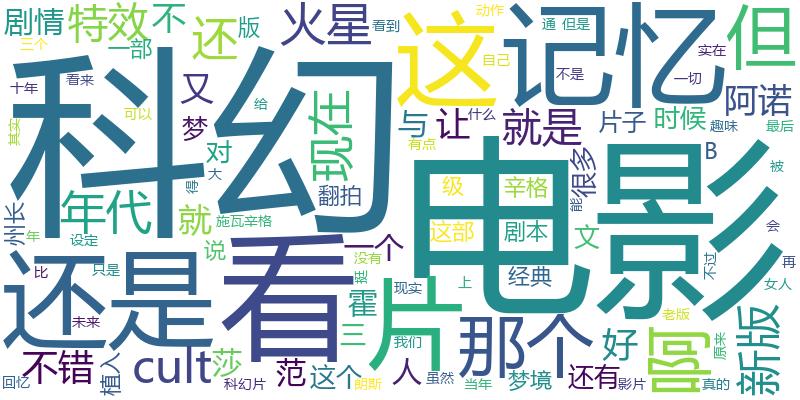 剧情
特效
不
还
版
火星
看到
动作
通
但是
三个
一部
这
记忆
但
自己
实在
十年
看来
科幻
又
不是
一切
阿诺
可以
给
现在
与
让
什么
就是
片子
时候
趣味
最后
其实
梦
对
有点
很多
B
大
得
翻拍
级
辛格
能
被
电影
年代
就
施瓦辛格
州长
年
设定
说
这部
剧本
文
会
一个
没有
还是
看
片
不过
再
比
只是
霍
挺
现实
上
经典
女人
未来
三
我们
那个
好
啊
老版
原来
新版
不错
植入
cult
莎
范
这个
人
回忆
科幻片
朗斯
虽然
当年
梦境
还有
影片
真的